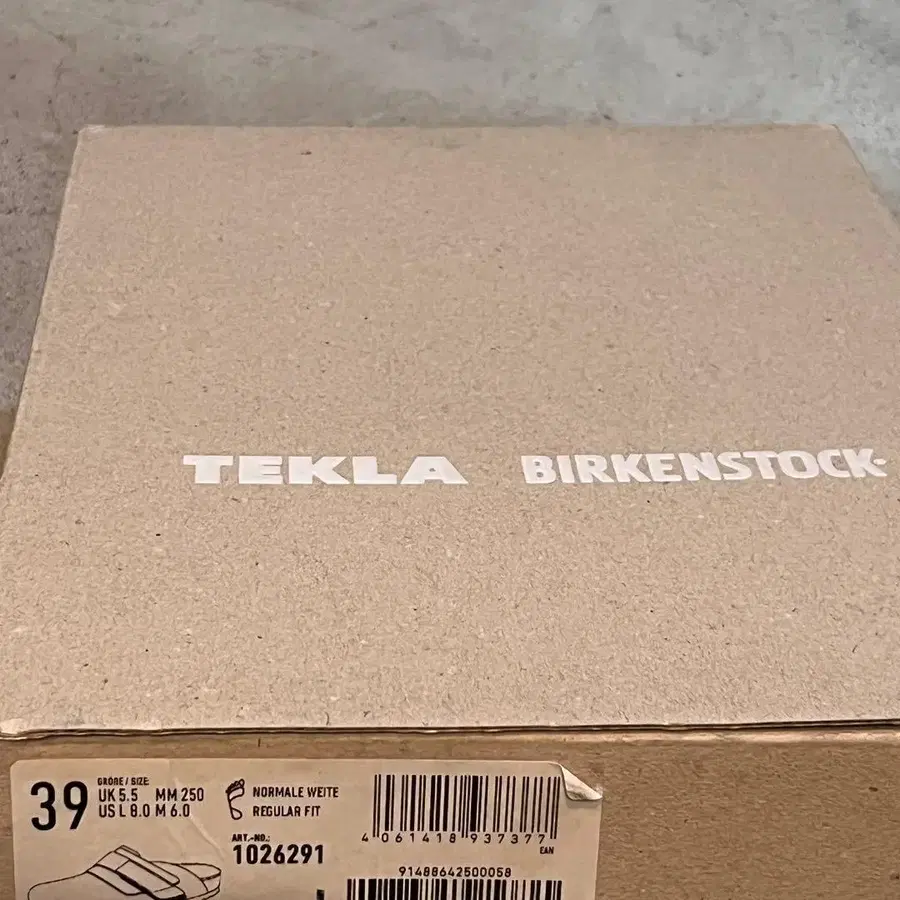 TEKLA BIRKENSTOCK
39
GRÖßE / SIZE
UK 5.5 MM 250
US L 8.0 M 6.0
NORMALE WEITE
REGULAR FIT
ART.-NO.:
1026291
4 061418 937377
EAN
91488642500058